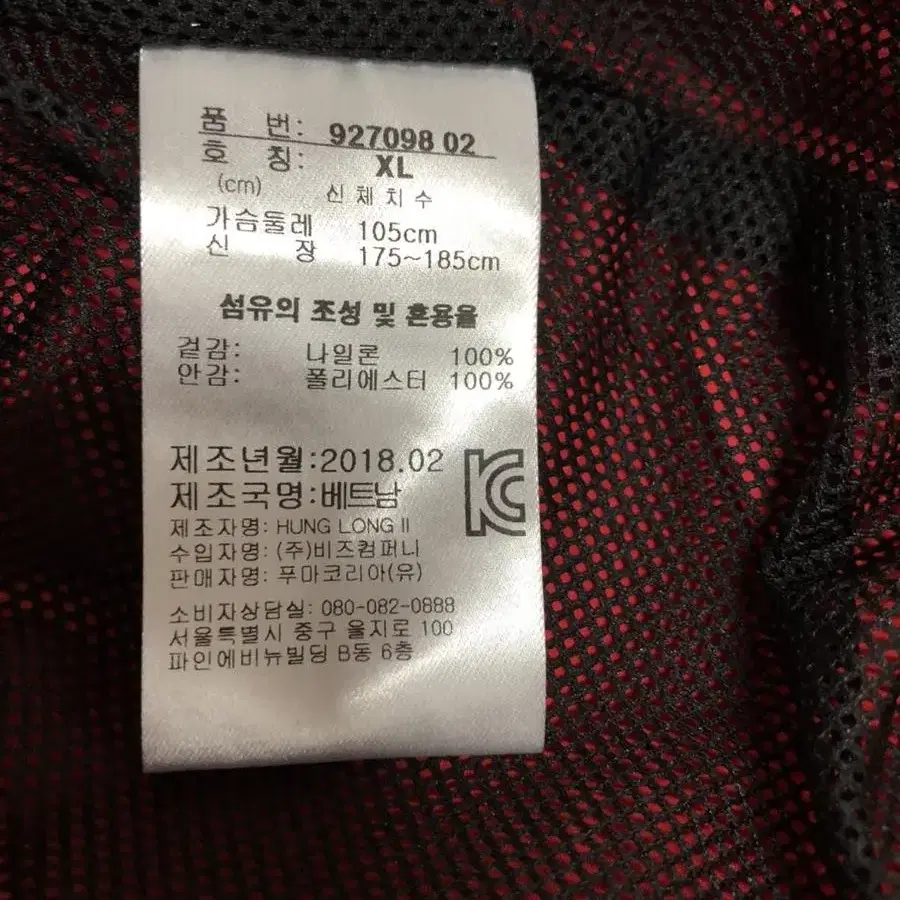 품 번: 927098 02
호 칭: XL
(cm) 신체치수
가슴둘레 105cm
신 장 175~185cm
섬유의 조성 및 혼용율
겉감: 나일론 100%
안감: 폴리에스터 100%
제조년월:2018.02
제조국명:베트남
제조자명: HUNG LONG II
수입자명: (주)비즈컴퍼니
판매자명: 푸마코리아(유)
소비자상담실: 080-082-0888
서울특별시 중구 을지로 100
파인에비뉴빌딩 B동 6층
KC